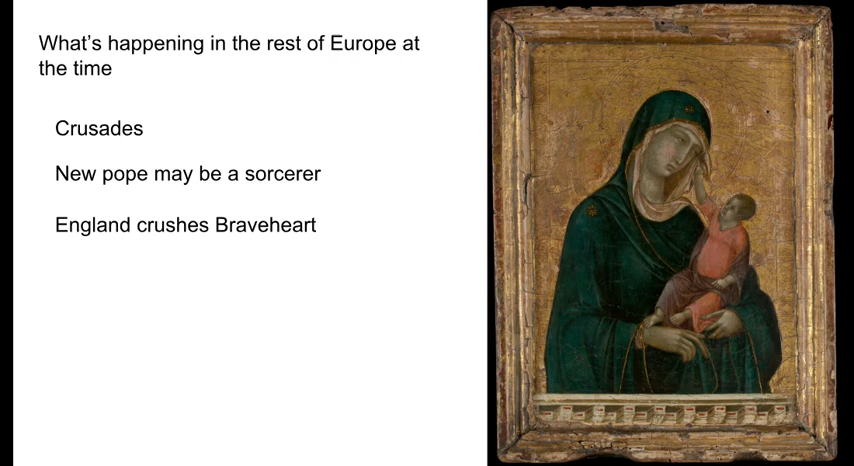 What’s happening in the rest of Europe at
the time
Crusades
New pope may be a sorcerer
England crushes Braveheart